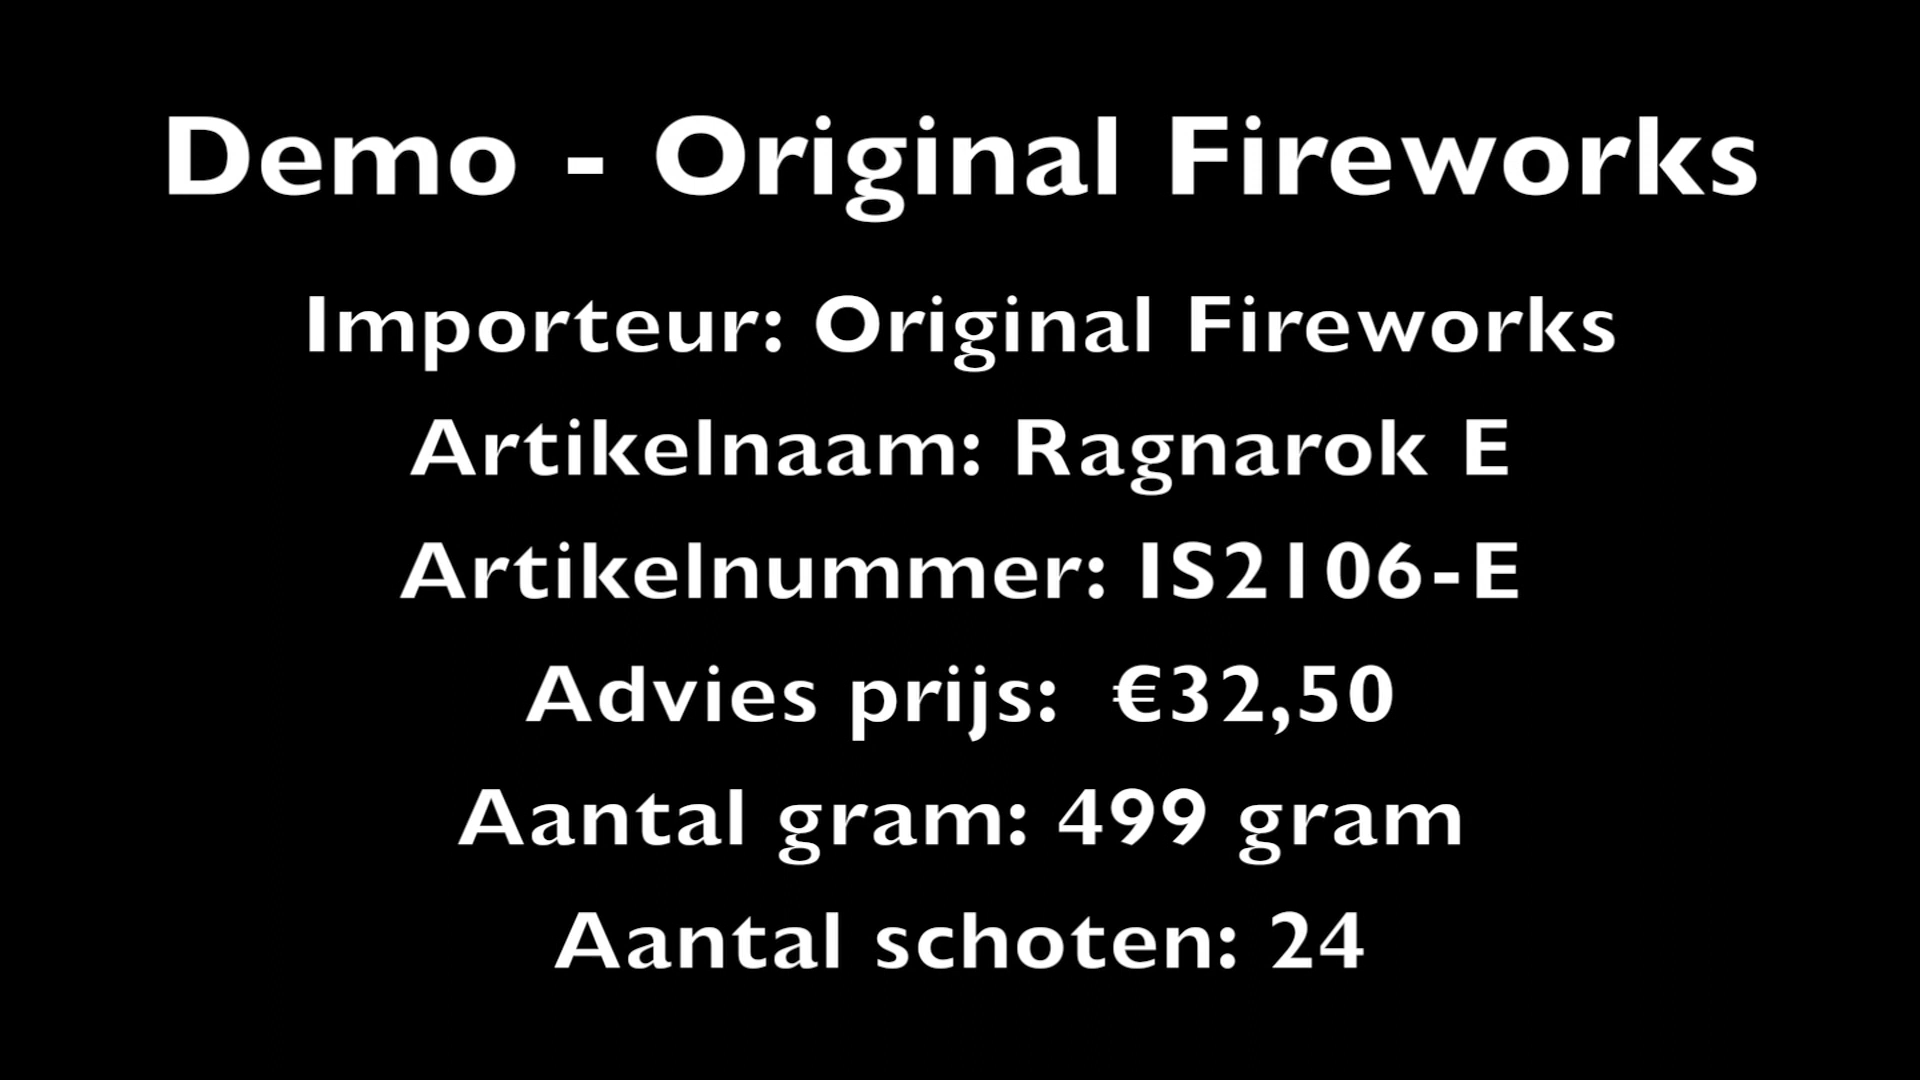 Demo - Original Fireworks
Importeur: Original Fireworks
Artikelnaam: Ragnarok E
Artikelnummer: IS2106-E
Advies prijs:  €32,50
Aantal gram: 499 gram
Aantal schoten: 24